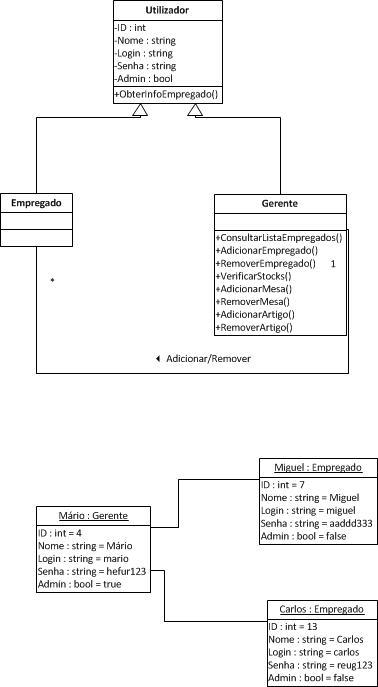 Utilizador
-ID : int
-Nome : string
-Login : string
-Senha : string
-Admin : bool
+ObterInfoEmpregado()
Empregado
Gerente
+ConsultarListaEmpregados()
+AdicionarEmpregado()
+RemoverEmpregado()
+VerificarStocks()
+AdicionarMesa()
+RemoverMesa()
+AdicionarArtigo()
+RemoverArtigo()
1
*
Adicionar/Remover
Miguel : Empregado
ID : int = 7
Nome : string = Miguel
Login : string = miguel
Senha : string = aaddd333
Admin : bool = false
Mário : Gerente
ID : int = 4
Nome : string = Mário
Login : string = mario
Senha : string = hefur123
Admin : bool = true
Carlos : Empregado
ID : int = 13
Nome : string = Carlos
Login : string = carlos
Senha : string = reug123
Admin : bool = false